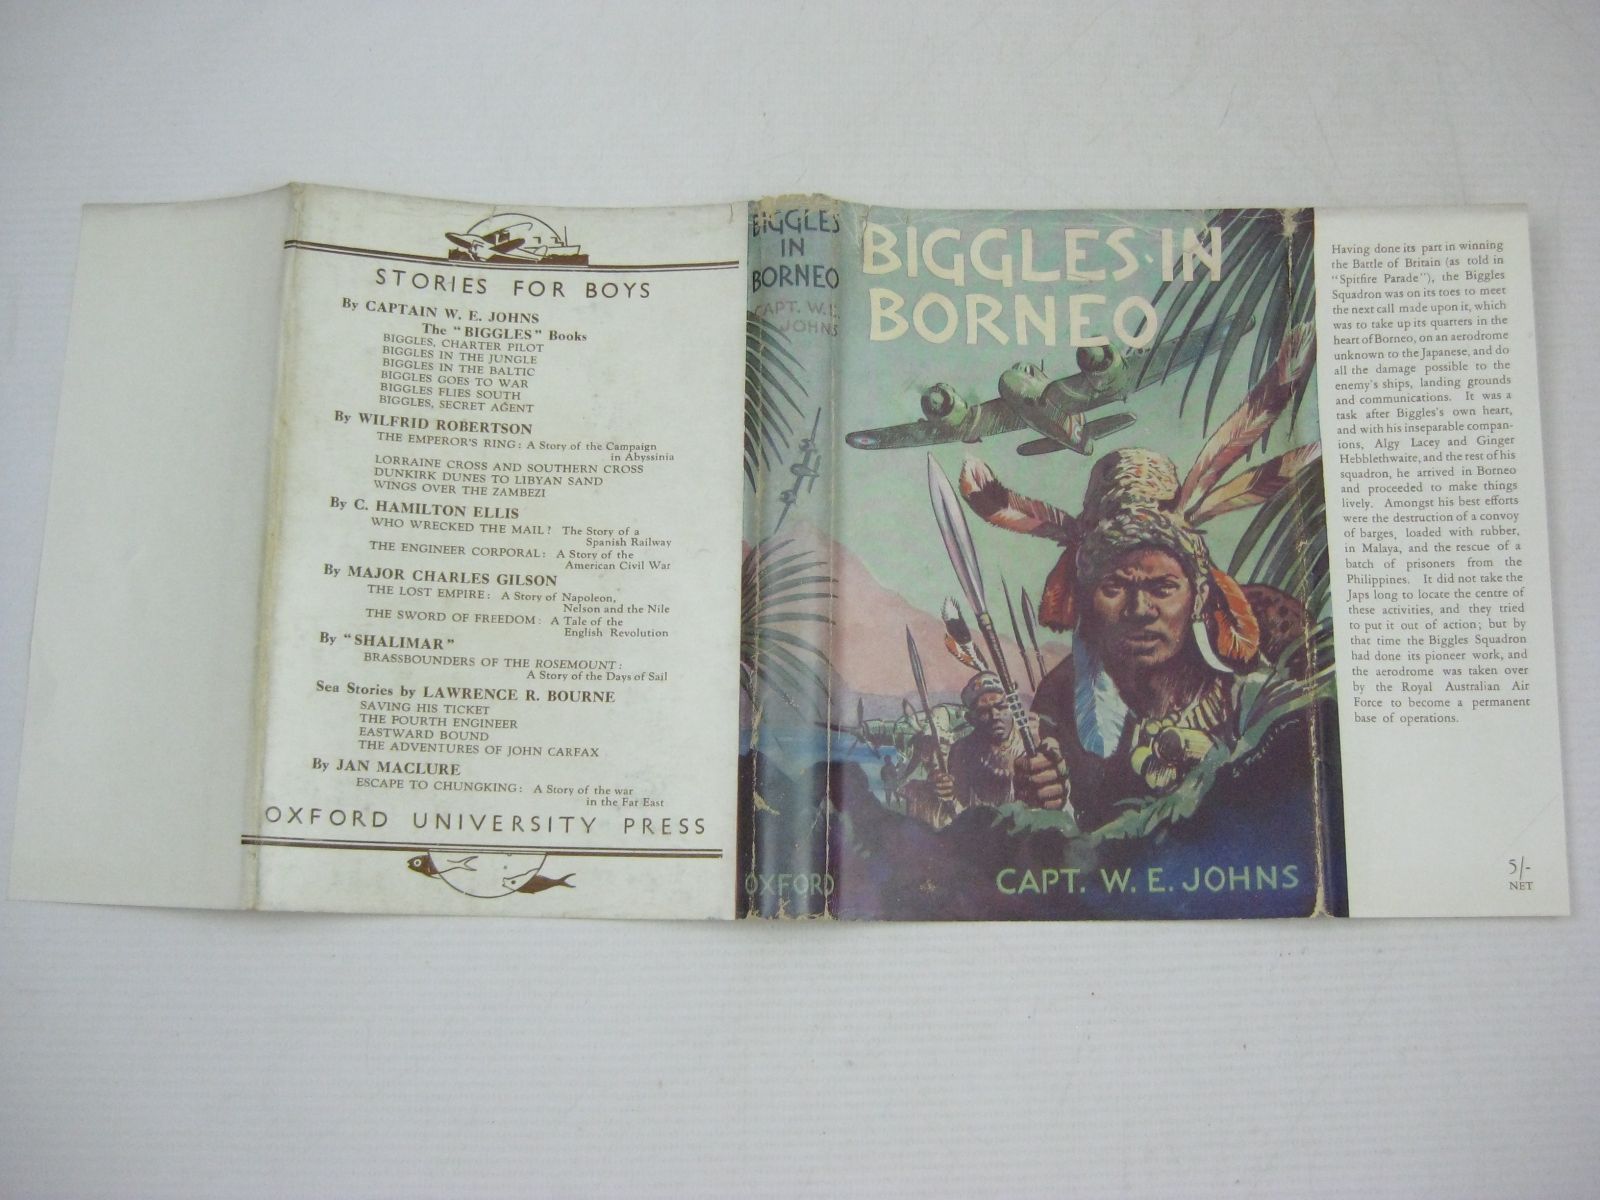 STORIES FOR BOYS
By CAPTAIN W. E. JOHNS
The "BIGGLES" Books
BIGGLES, CHARTER PILOT
BIGGLES IN THE JUNGLE
BIGGLES IN THE BALTIC
BIGGLES GOES TO WAR
BIGGLES FLIES SOUTH
BIGGLES, SECRET AGENT
By WILFRID ROBERTSON
THE EMPEROR'S RING: A Story of the Campaign
in Abyssinia
LORRAINE CROSS AND SOUTHERN CROSS
DUNKIRK DUNES TO LIBYAN SAND
WINGS OVER THE ZAMBEZI
By C. HAMILTON ELLIS
WHO WRECKED THE MAIL? The Story of a
Spanish Railway
THE ENGINEER CORPORAL: A Story of the
American Civil War
By MAJOR CHARLES GILSON
THE LOST EMPIRE: A Story of Napoleon,
Nelson and the Nile
THE SWORD OF FREEDOM: A Tale of the
English Revolution
By "SHALIMAR"
BRASSBOUNDERS OF THE ROSEMOUNT:
A Story of the Days of Sail
Sea Stories by LAWRENCE R. BOURNE
SAVING HIS TICKET
THE FOURTH ENGINEER
EASTWARD BOUND
THE ADVENTURES OF JOHN CARFAX
By JAN MACLURE
ESCAPE TO CHUNGKING: A Story of the war
in the Far East
OXFORD UNIVERSITY PRESS
BIGGLES
IN
BORNEO
CAPT. W. E.
JOHNS
OXFORD
BIGGLES·IN
BORNEO
CAPT. W. E. JOHNS
Having done its part in winning
the Battle of Britain (as told in
"Spitfire Parade"), the Biggles
Squadron was on its toes to meet
the next call made upon it, which
was to take up its quarters in the
heart of Borneo, on an aerodrome
unknown to the Japanese, and do
all the damage possible to the
enemy's ships, landing grounds
and communications. It was a
task after Biggles's own heart,
and with his inseparable compan-
ions, Algy Lacey and Ginger
Hebblethwaite, and the rest of his
squadron, he arrived in Borneo
and proceeded to make things
lively. Amongst his best efforts
were the destruction of a convoy
of barges, loaded with rubber,
in Malaya, and the rescue of a
batch of prisoners from the
Philippines. It did not take the
Japs long to locate the centre of
these activities, and they tried
to put it out of action; but by
that time the Biggles Squadron
had done its pioneer work, and
the aerodrome was taken over
by the Royal Australian Air
Force to become a permanent
base of operations.
5/-
NET